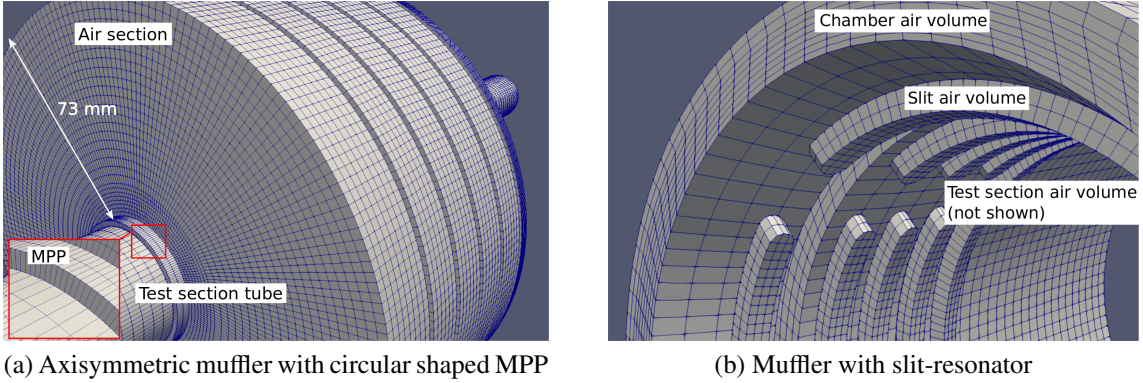 Air section
73 mm
MPP
Test section tube
Chamber air volume
Slit air volume
Test section air volume
(not shown)
(a) Axisymmetric muffler with circular shaped MPP
(b) Muffler with slit-resonator